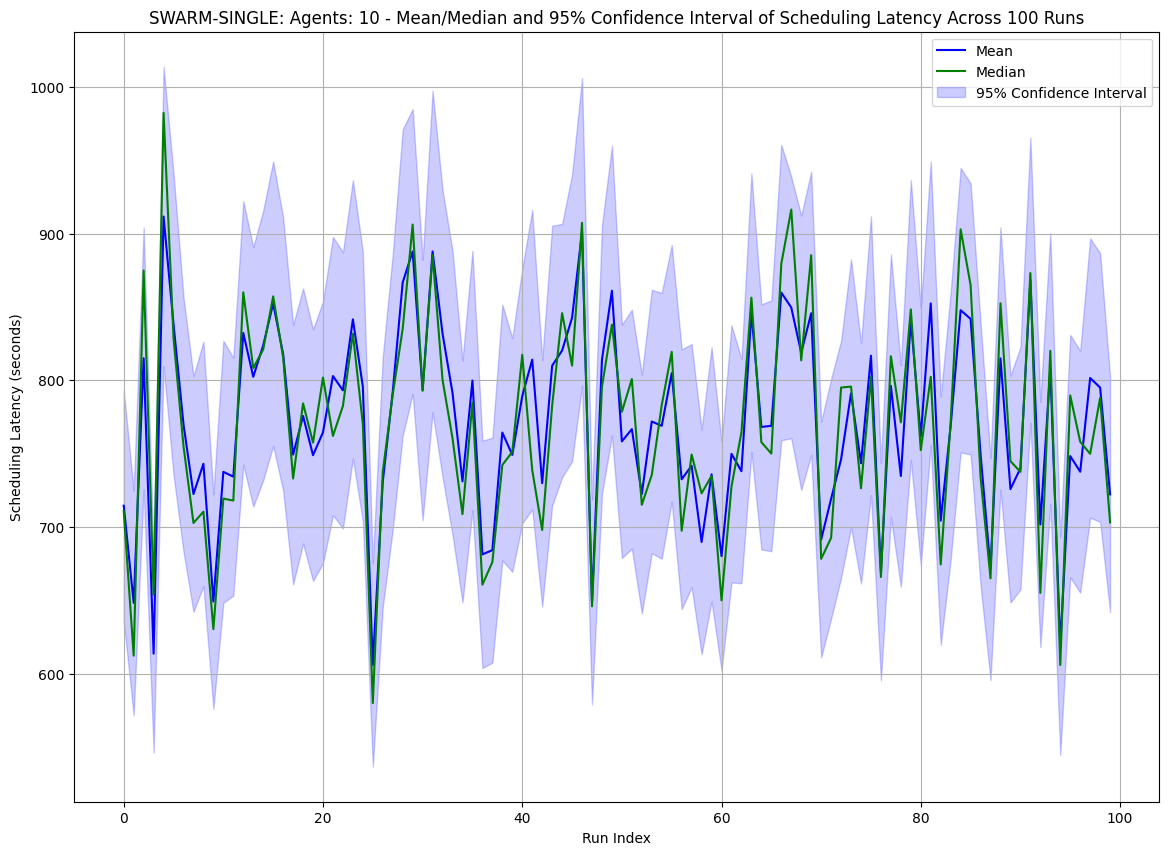 SWARM-SINGLE: Agents: 10 - Mean/Median and 95% Confidence Interval of Scheduling Latency Across 100 Runs
Mean
Median
95% Confidence Interval
1000
900
800
700
600
Scheduling Latency (seconds)
0
20
40
60
80
100
Run Index